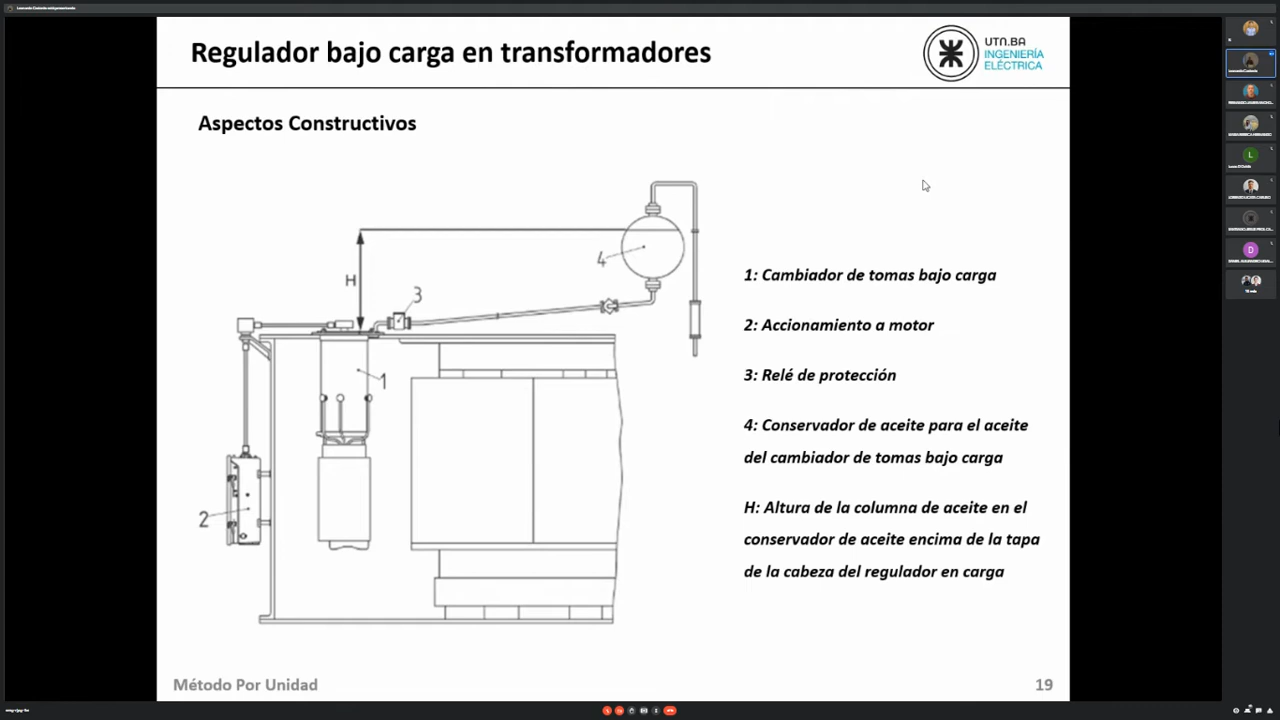 Regulador bajo carga en transformadores
UTN.BA
INGENIERÍA
ELÉCTRICA
Aspectos Constructivos
4
H
3
1
2
1: Cambiador de tomas bajo carga
2: Accionamiento a motor
3: Relé de protección
4: Conservador de aceite para el aceite
del cambiador de tomas bajo carga
H: Altura de la columna de aceite en el
conservador de aceite encima de la tapa
de la cabeza del regulador en carga
Método Por Unidad
19
L
D